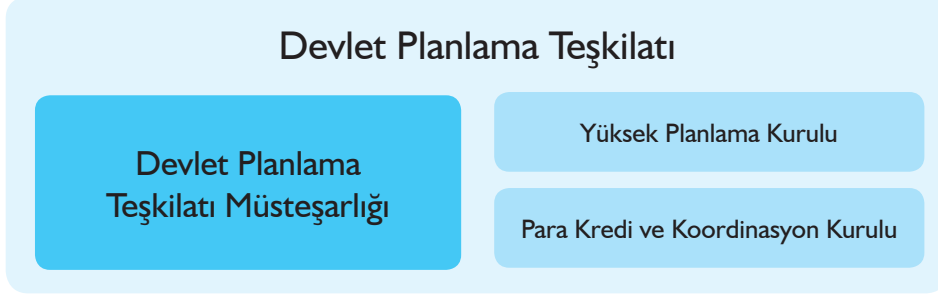 Devlet Planlama Teşkilatı
Devlet Planlama
Teşkilatı Müsteşarlığı
Yüksek Planlama Kurulu
Para Kredi ve Koordinasyon Kurulu